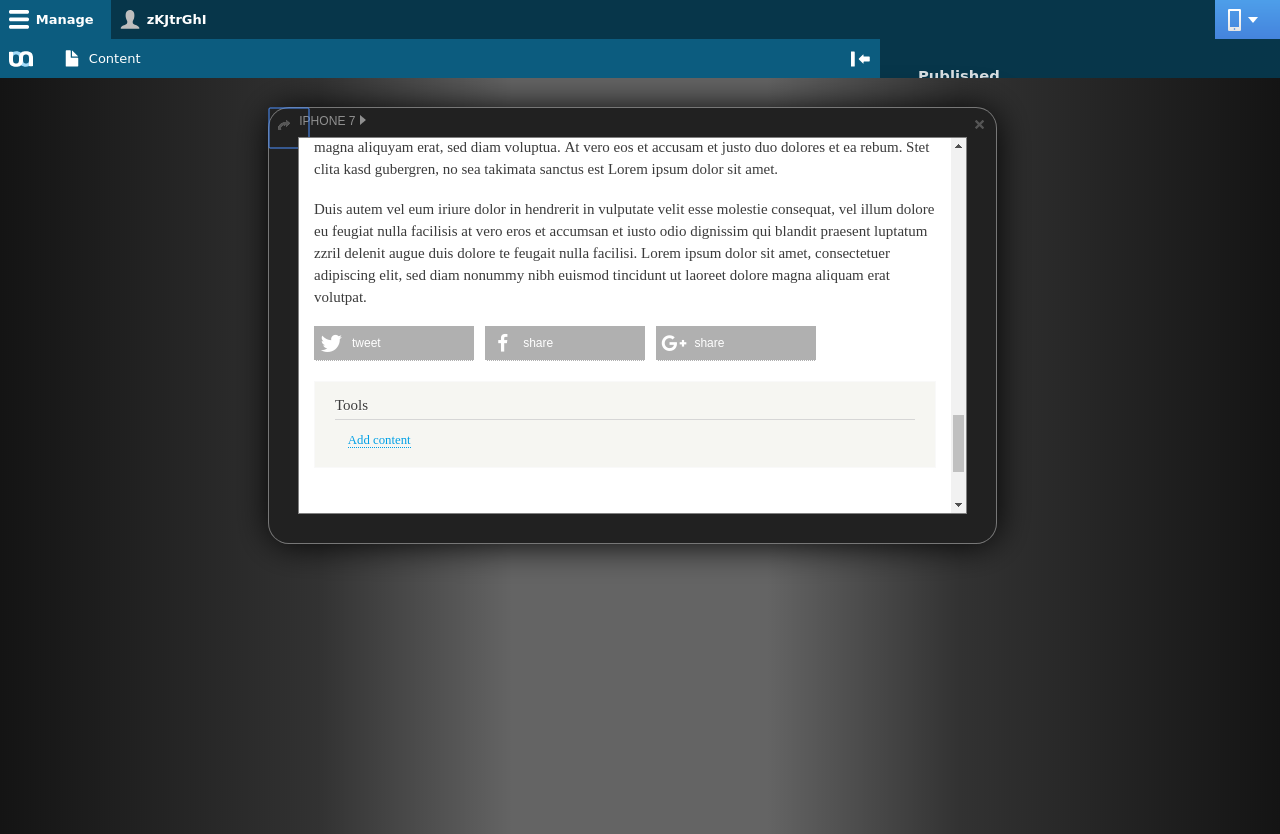 Manage
zKJtrGhI
Content
Published
IPHONE 7
magna aliquyam erat, sed diam voluptua. At vero eos et accusam et justo duo dolores et ea rebum. Stet
clita kasd gubergren, no sea takimata sanctus est Lorem ipsum dolor sit amet.
Duis autem vel eum iriure dolor in hendrerit in vulputate velit esse molestie consequat, vel illum dolore
eu feugiat nulla facilisis at vero eros et accumsan et iusto odio dignissim qui blandit praesent luptatum
zzril delenit augue duis dolore te feugait nulla facilisi. Lorem ipsum dolor sit amet, consectetuer
adipiscing elit, sed diam nonummy nibh euismod tincidunt ut laoreet dolore magna aliquam erat
volutpat.
tweet
share
share
Tools
Add content